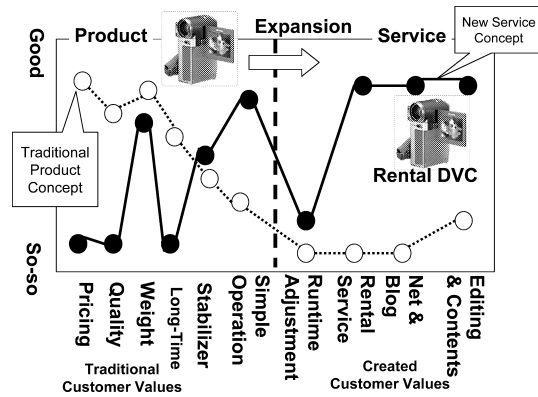 Product
Expansion
Service
New Service
Concept
Good
So-so
Traditional
Product
Concept
Rental DVC
Pricing
Quality
Weight
Long-Time
Stabilizer
Simple
Operation
Runtime
Adjustment
Rental
Service
Net &
Blog
Editing
& Contents
Traditional
Customer Values
Created
Customer Values